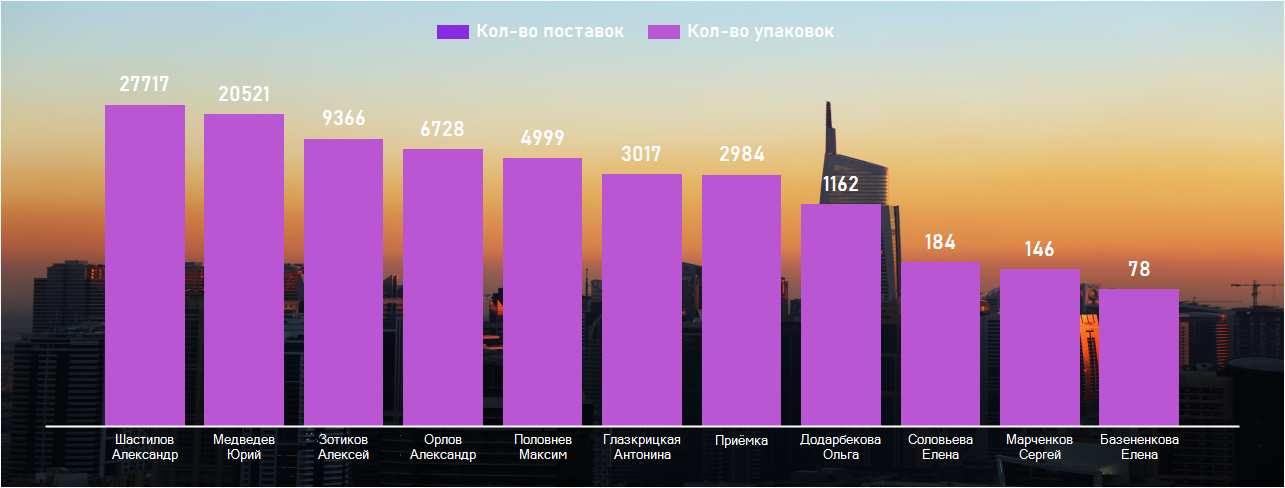 Кол-во поставок Кол-во упаковок
27717 20521 9366 6728 4999 3017 2984 1162 184 146 78
Шастилов Александр
Медведев Юрий
Зотиков Алексей
Орлов Александр
Половнев Максим
Глазкрицкая Антонина
Приёмка
Додарбекова Ольга
Соловьева Елена
Марченков Сергей
Базененкова Елена